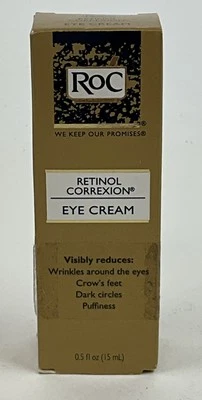 RoC
®
WE KEEP OUR PROMISES®
RETINOL
CORREXION®
EYE CREAM
Visibly reduces:
Wrinkles around the eyes
Crow's feet
Dark circles
Puffiness
0.5 fl oz (15 mL)